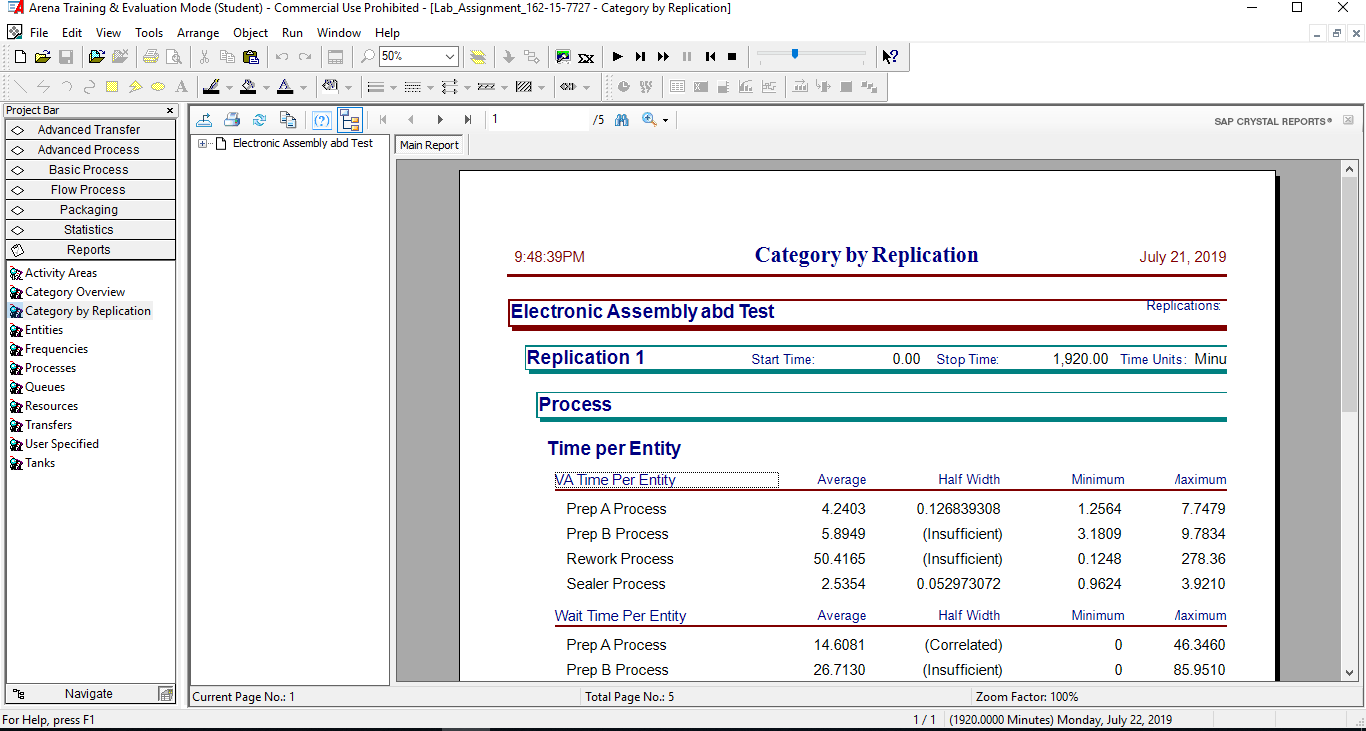 Arena Training & Evaluation Mode (Student) - Commercial Use Prohibited - [Lab_Assignment_162-15-7727 - Category by Replication]
File Edit View Tools Arrange Object Run Window Help
50%
Project Bar
Advanced Transfer
Advanced Process
Basic Process
Flow Process
Packaging
Statistics
Reports
Activity Areas
Category Overview
Category by Replication
Entities
Frequencies
Processes
Queues
Resources
Transfers
User Specified
Tanks
Navigate
1 /5
SAP CRYSTAL REPORTS®
Electronic Assembly abd Test
Main Report
9:48:39PM Category by Replication July 21, 2019
Electronic Assembly abd Test Replications:
Replication 1 Start Time: 0.00 Stop Time: 1,920.00 Time Units: Minu
Process
Time per Entity
VA Time Per Entity Average Half Width Minimum Maximum
Prep A Process 4.2403 0.126839308 1.2564 7.7479
Prep B Process 5.8949 (Insufficient) 3.1809 9.7834
Rework Process 50.4165 (Insufficient) 0.1248 278.36
Sealer Process 2.5354 0.052973072 0.9624 3.9210
Wait Time Per Entity Average Half Width Minimum Maximum
Prep A Process 14.6081 (Correlated) 0 46.3460
Prep B Process 26.7130 (Insufficient) 0 85.9510
Current Page No.: 1 Total Page No.: 5 Zoom Factor: 100%
For Help, press F1 1 / 1 (1920.0000 Minutes) Monday, July 22, 2019